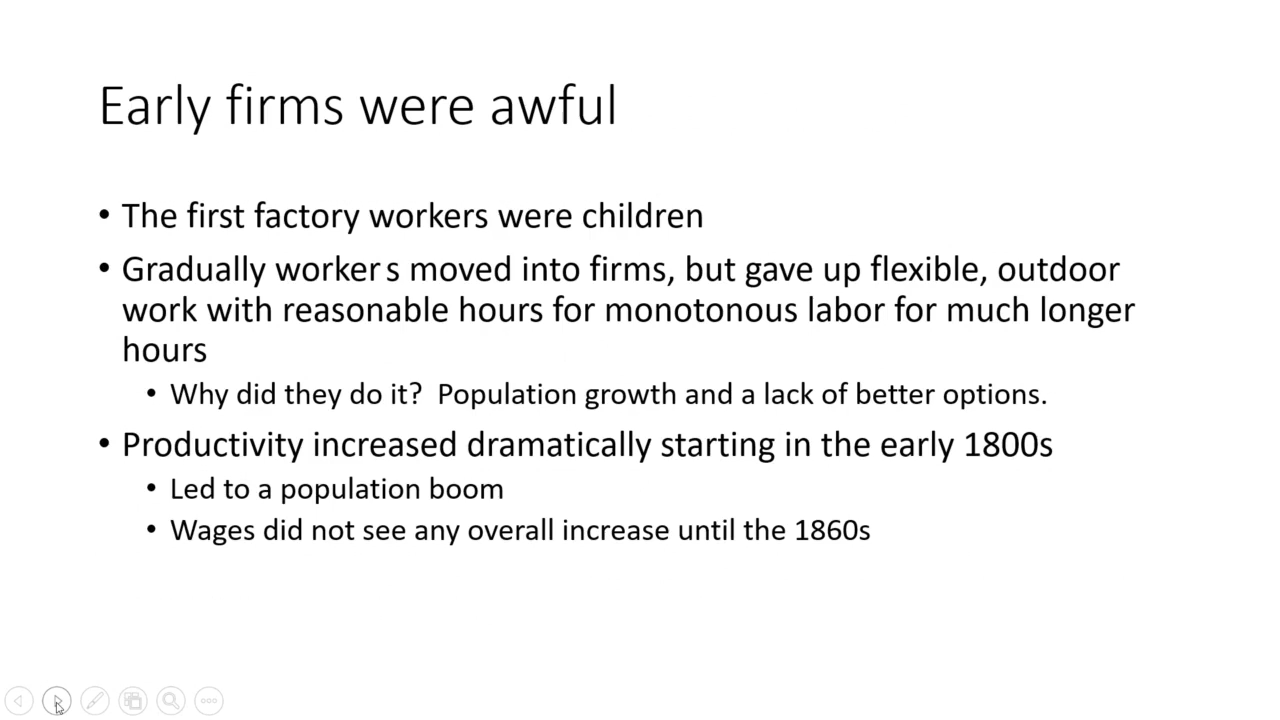 Early firms were awful
• The first factory workers were children
• Gradually workers moved into firms, but gave up flexible, outdoor
work with reasonable hours for monotonous labor for much longer
hours
• Why did they do it?  Population growth and a lack of better options.
• Productivity increased dramatically starting in the early 1800s
• Led to a population boom
• Wages did not see any overall increase until the 1860s